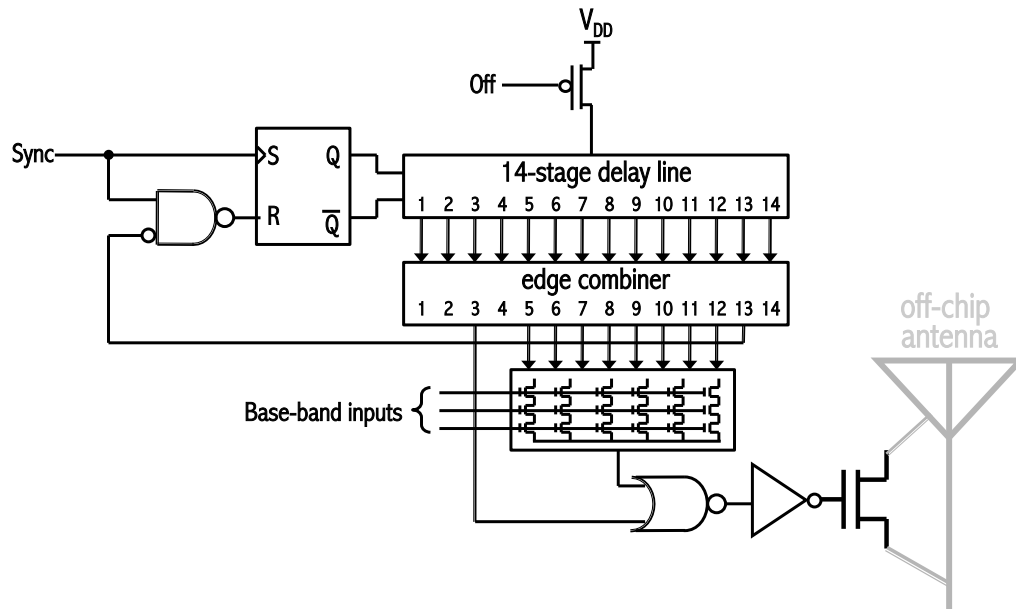 V_DD
Off
Sync
S Q
R Q̅
14-stage delay line
1 2 3 4 5 6 7 8 9 10 11 12 13 14
edge combiner
1 2 3 4 5 6 7 8 9 10 11 12 13 14
off-chip
antenna
Base-band inputs